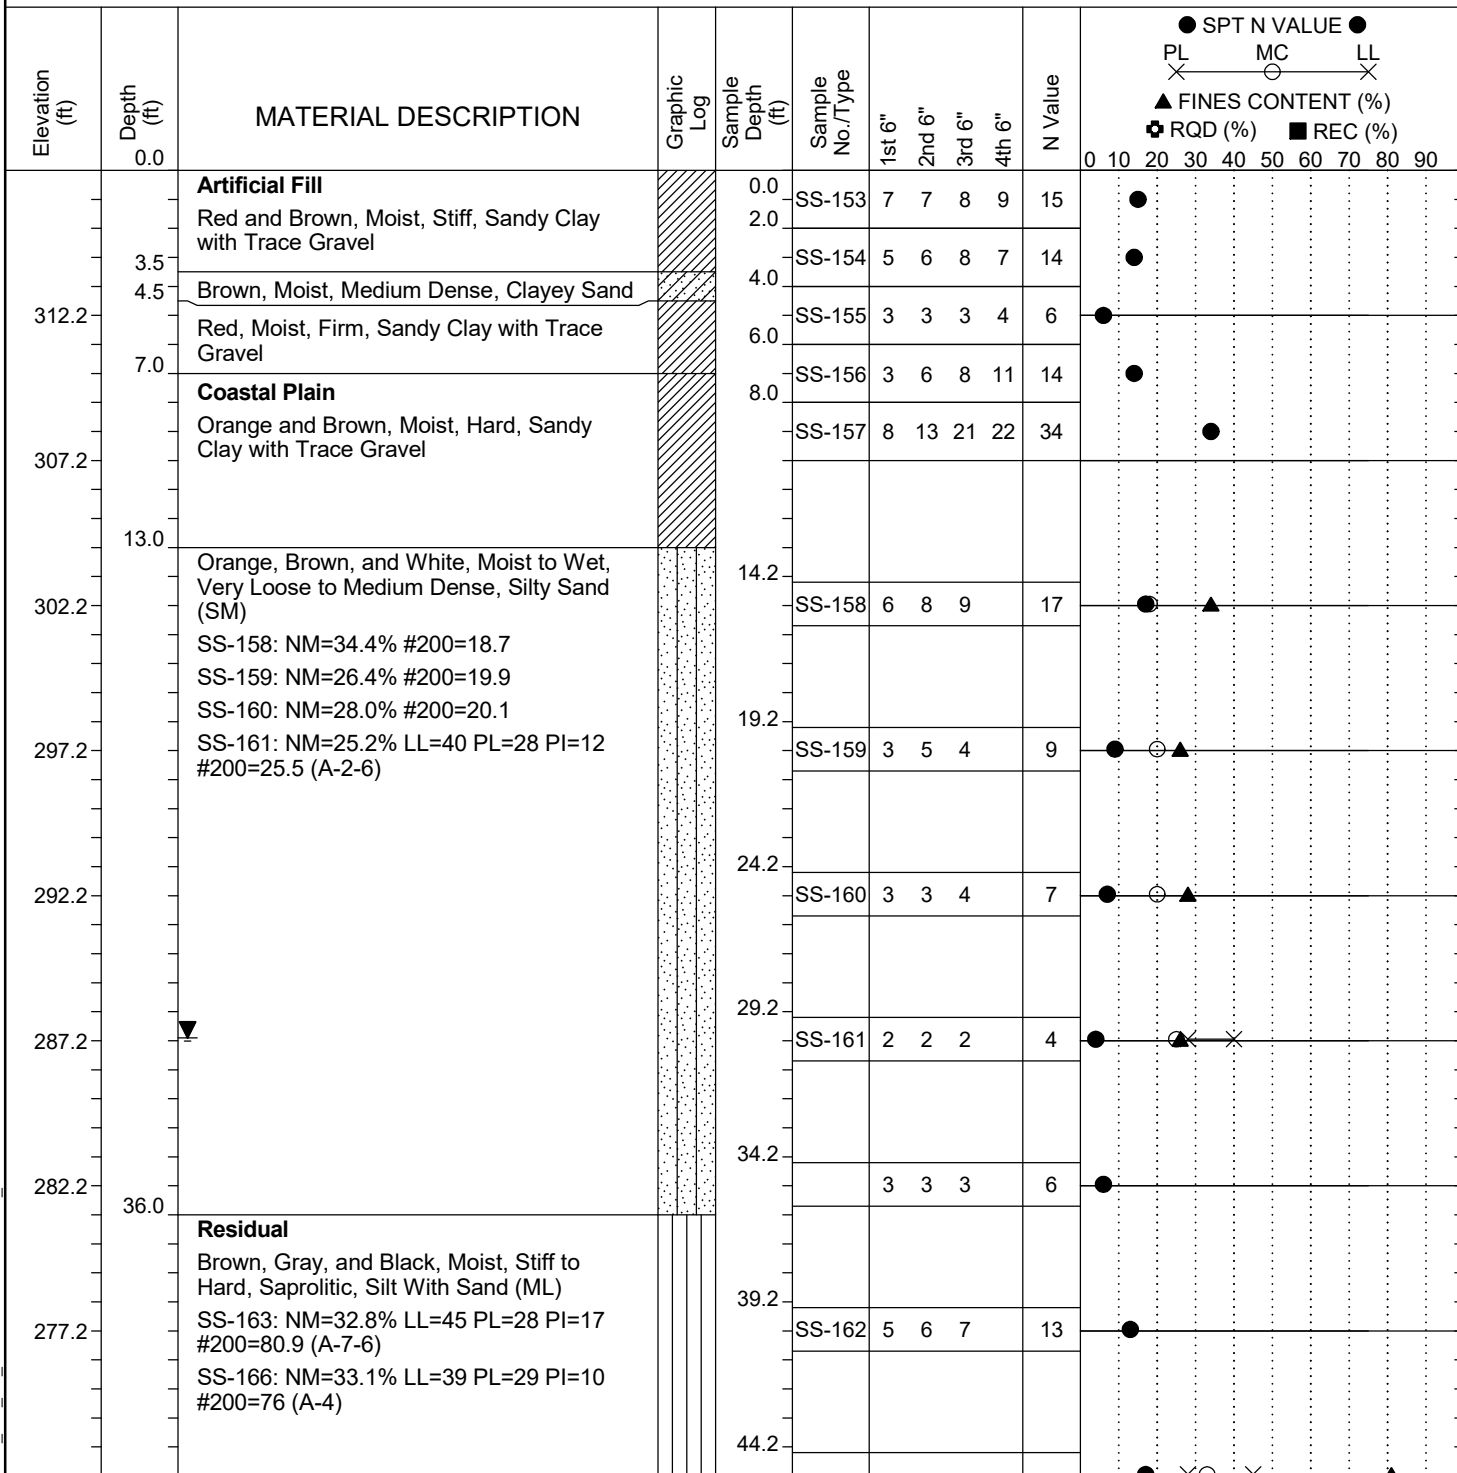 ● SPT N VALUE ●
PL MC LL
▲ FINES CONTENT (%)
RQD (%) ■ REC (%)
Elevation (ft) Depth (ft) MATERIAL DESCRIPTION Graphic Log Sample Depth (ft) Sample No./Type 1st 6" 2nd 6" 3rd 6" 4th 6" N Value
0.0 0 10 20 30 40 50 60 70 80 90
Artificial Fill 0.0
SS-153 7 7 8 9 15
Red and Brown, Moist, Stiff, Sandy Clay 2.0
with Trace Gravel
3.5 SS-154 5 6 8 7 14
4.0
4.5 Brown, Moist, Medium Dense, Clayey Sand
312.2 SS-155 3 3 3 4 6
Red, Moist, Firm, Sandy Clay with Trace 6.0
Gravel
7.0 SS-156 3 6 8 11 14
Coastal Plain 8.0
Orange and Brown, Moist, Hard, Sandy SS-157 8 13 21 22 34
Clay with Trace Gravel
307.2
13.0
Orange, Brown, and White, Moist to Wet,
14.2
Very Loose to Medium Dense, Silty Sand
302.2 (SM) SS-158 6 8 9 17
SS-158: NM=34.4% #200=18.7
SS-159: NM=26.4% #200=19.9
SS-160: NM=28.0% #200=20.1
19.2
SS-161: NM=25.2% LL=40 PL=28 PI=12
297.2 SS-159 3 5 4 9
#200=25.5 (A-2-6)
24.2
292.2 SS-160 3 3 4 7
29.2
287.2 SS-161 2 2 2 4
34.2
282.2 3 3 3 6
36.0
Residual
Brown, Gray, and Black, Moist, Stiff to
Hard, Saprolitic, Silt With Sand (ML)
39.2
SS-163: NM=32.8% LL=45 PL=28 PI=17
277.2 SS-162 5 6 7 13
#200=80.9 (A-7-6)
SS-166: NM=33.1% LL=39 PL=29 PI=10
#200=76 (A-4)
44.2